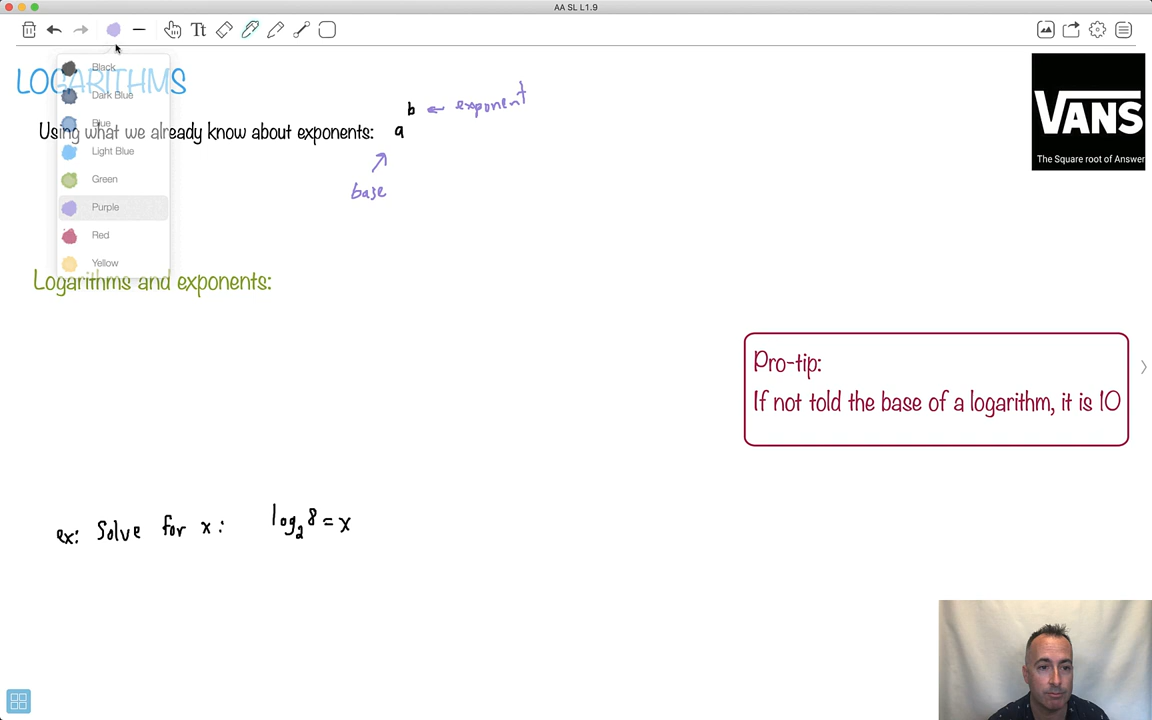 AA SL L1.9
Tt
LOGARITHMS
Black
Dark Blue
Blue
Light Blue
Green
Purple
Red
Yellow
Using what we already know about exponents: a^b ← exponent
base
VANS
The Square root of Answer
Logarithms and exponents:
Pro-tip:
If not told the base of a logarithm, it is 10
ex: Solve for x: log₂8 = x